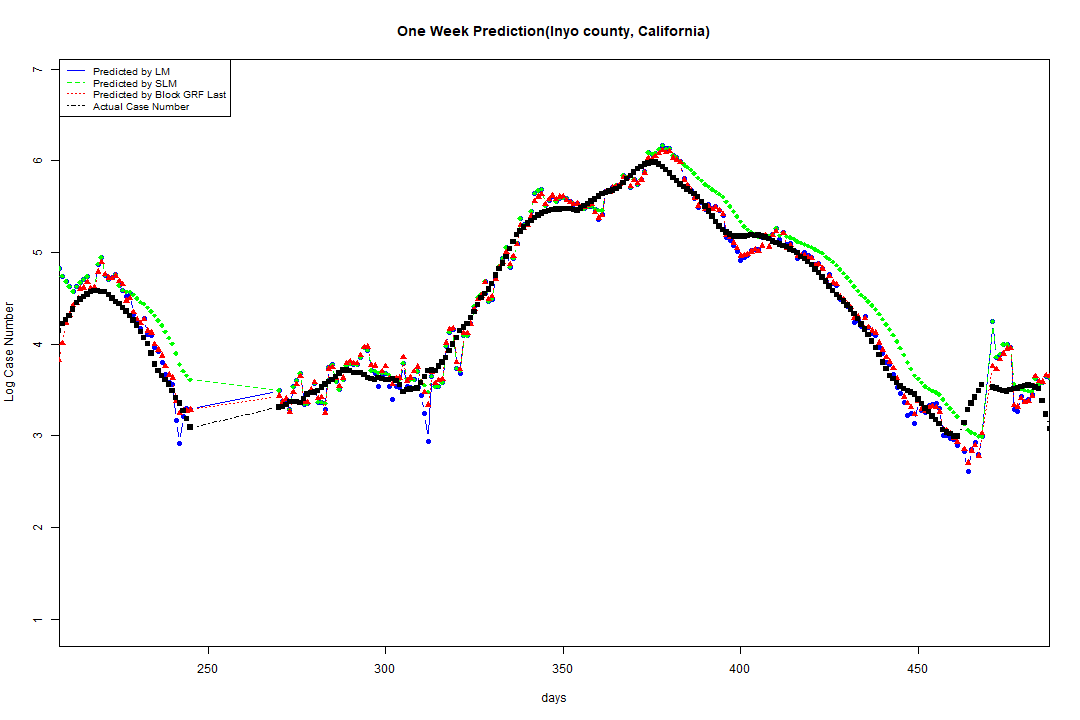 One Week Prediction(Inyo county, California)
Predicted by LM
Predicted by SLM
Predicted by Block GRF Last
Actual Case Number
7
6
5
4
3
2
1
Log Case Number
250
300
350
400
450
days